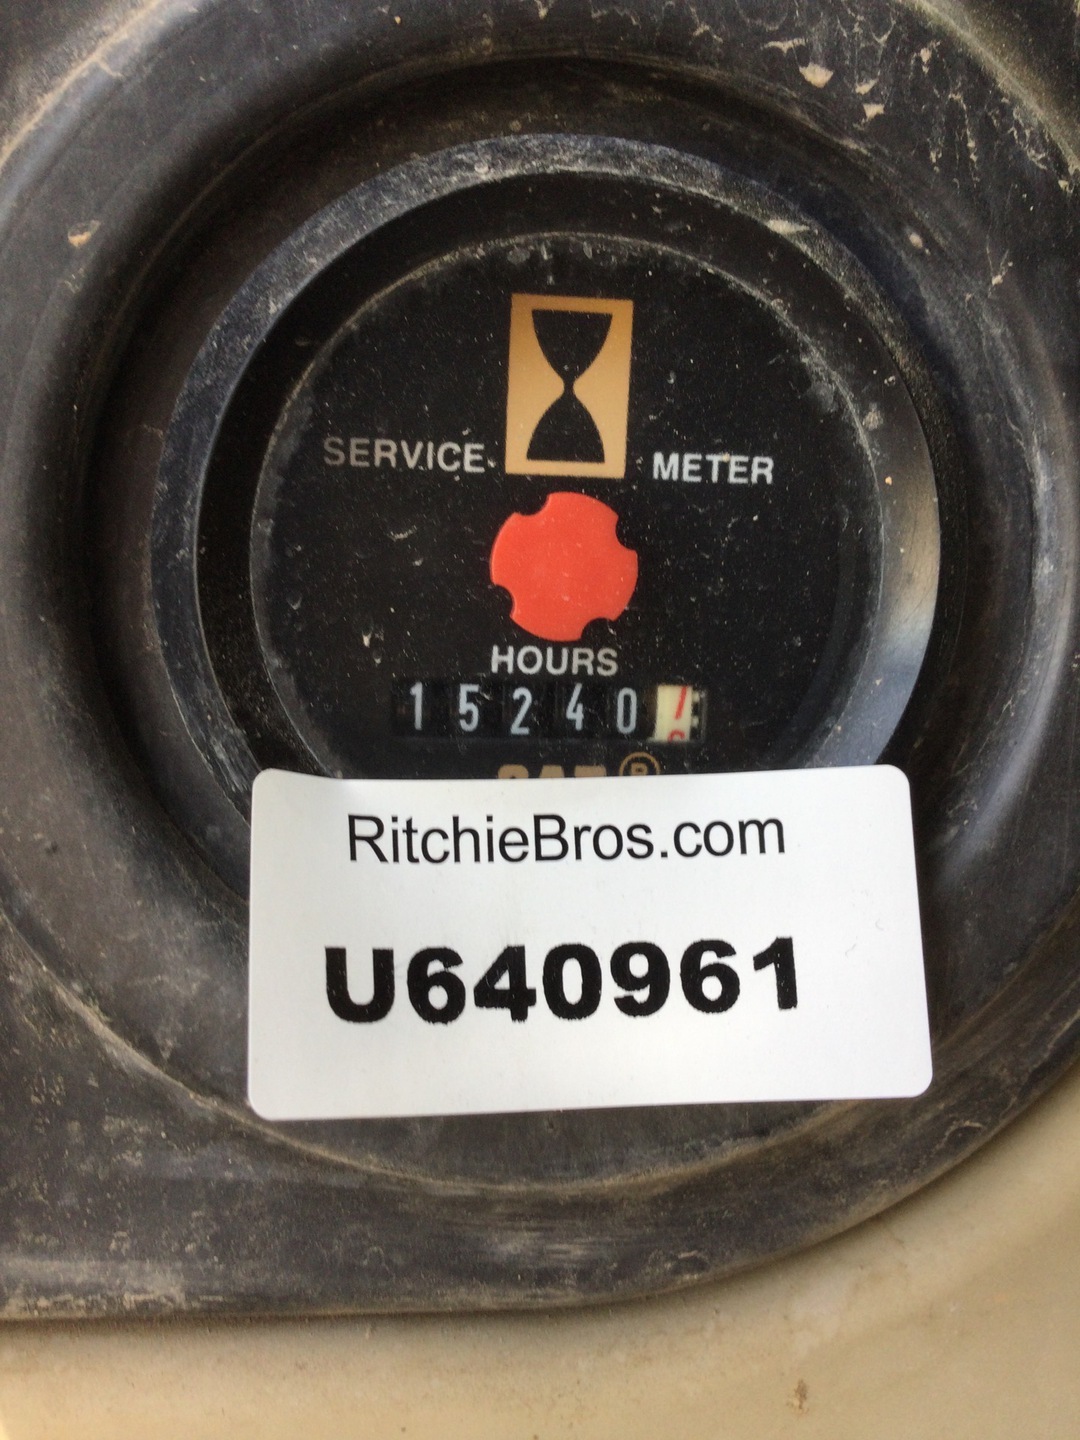 SERVICE METER
HOURS
15240
RitchieBros.com
U640961